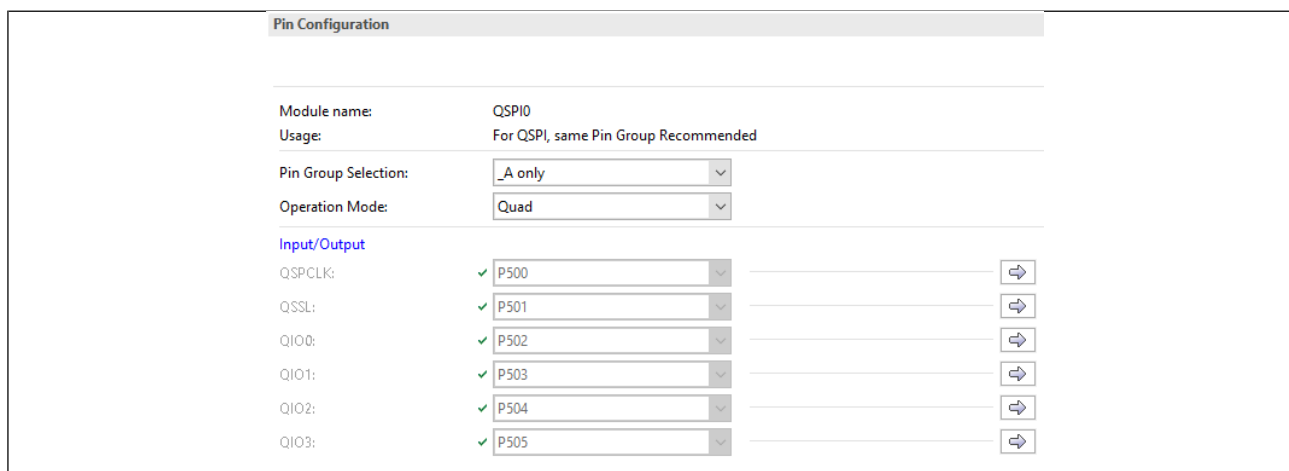 Pin Configuration
Module name: QSPI0
Usage: For QSPI, same Pin Group Recommended
Pin Group Selection: _A only
Operation Mode: Quad
Input/Output
QSPCLK: P500
QSSL: P501
QIO0: P502
QIO1: P503
QIO2: P504
QIO3: P505